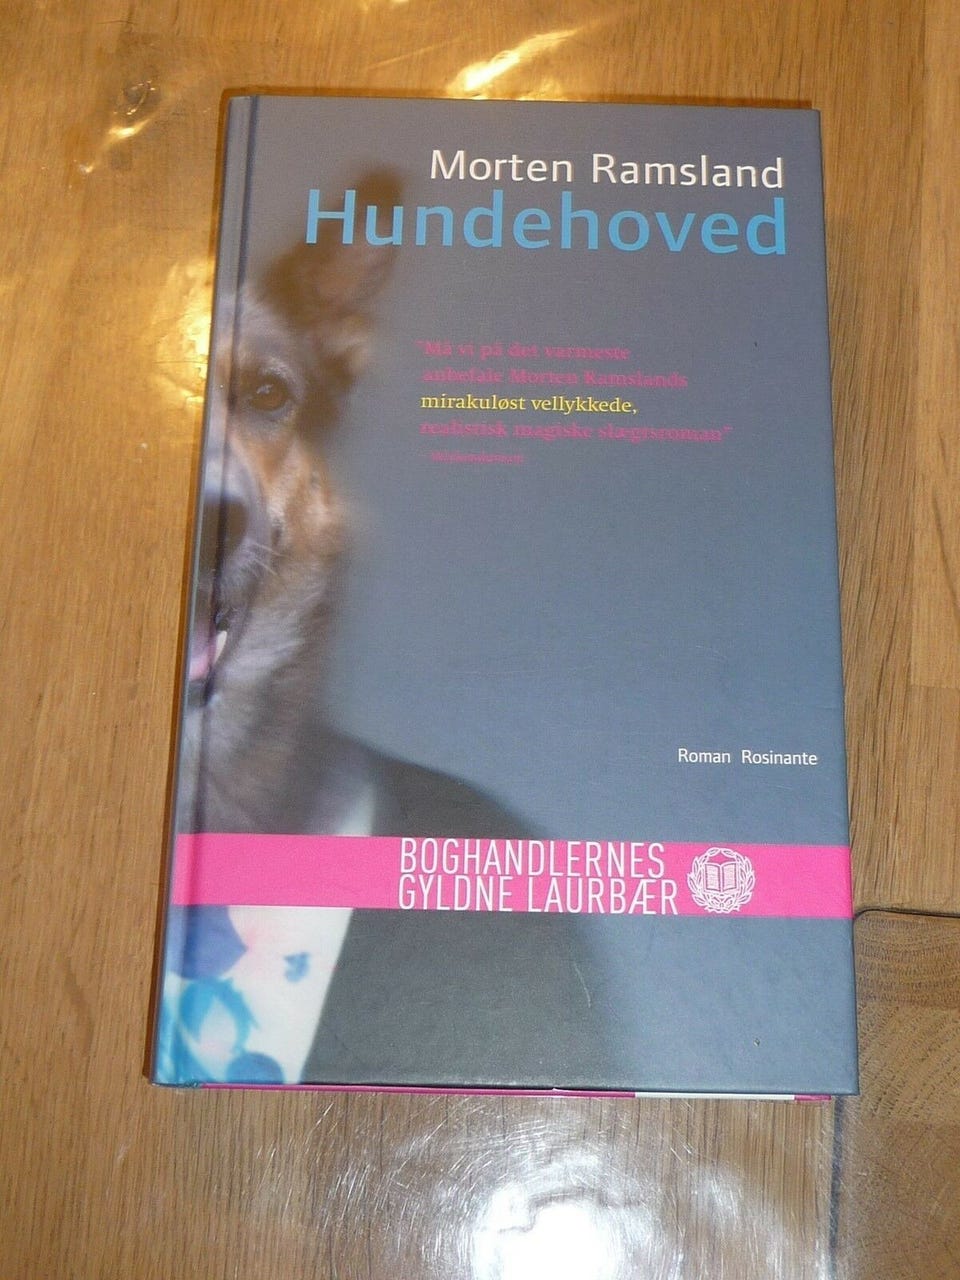 Morten Ramsland
Hundehoved
"Må vi på det varmeste
anbefale Morten Ramslands
mirakuløst vellykkede,
realistisk magiske slægtsroman"
Roman Rosinante
BOGHANDLERNES
GYLDNE LAURBÆR